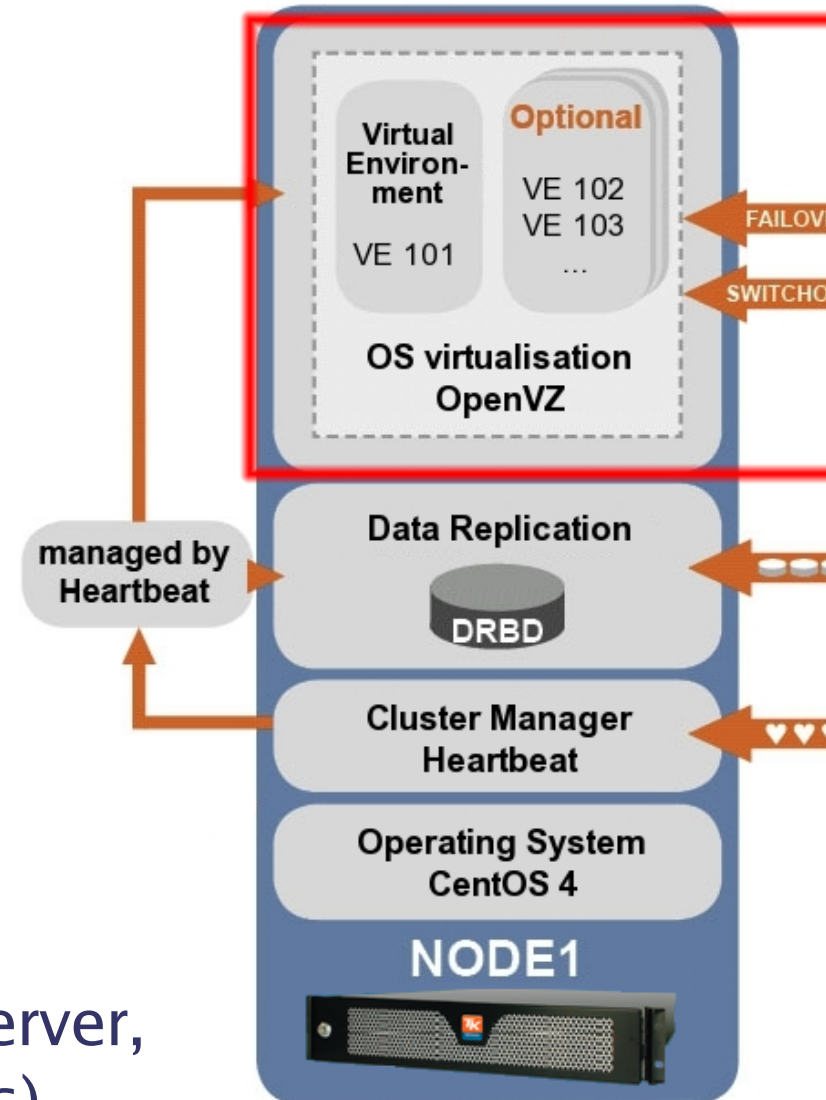 Virtual
Environ-
ment
VE 101
Optional
VE 102
VE 103
...
OS virtualisation
OpenVZ
managed by
Heartbeat
Data Replication
DRBD
Cluster Manager
Heartbeat
Operating System
CentOS 4
NODE1